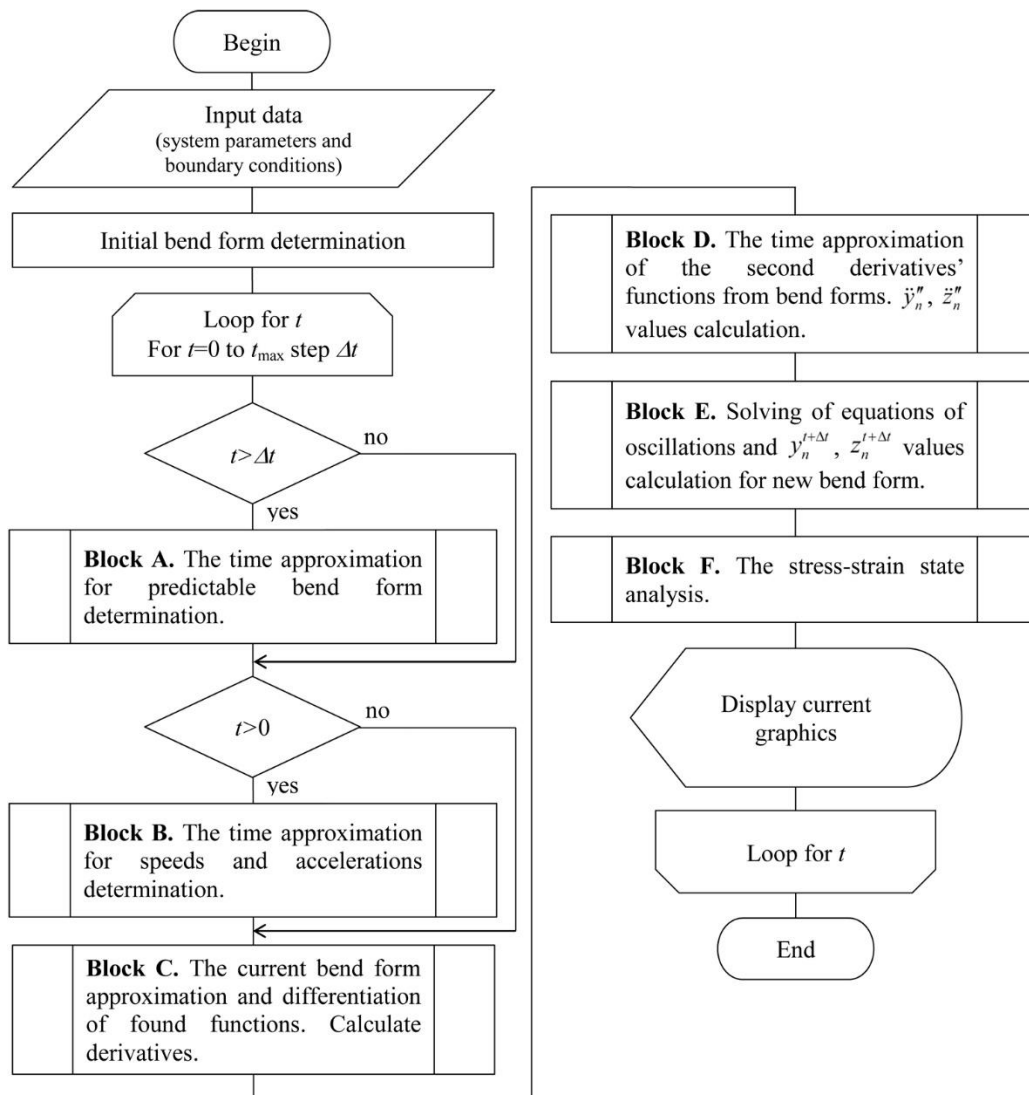 Begin
Input data
(system parameters and
boundary conditions)
Initial bend form determination
Loop for t
For t=0 to tmax step Δt
t>Δt
no
yes
Block A. The time approximation
for predictable bend form
determination.
t>0
no
yes
Block B. The time approximation
for speeds and accelerations
determination.
Block C. The current bend form
approximation and differentiation
of found functions. Calculate
derivatives.
Block D. The time approximation
of the second derivatives’
functions from bend forms. ÿₙ″, z̈ₙ″
values calculation.
Block E. Solving of equations of
oscillations and yₙ^{t+Δt}, zₙ^{t+Δt} values
calculation for new bend form.
Block F. The stress-strain state
analysis.
Display current
graphics
Loop for t
End